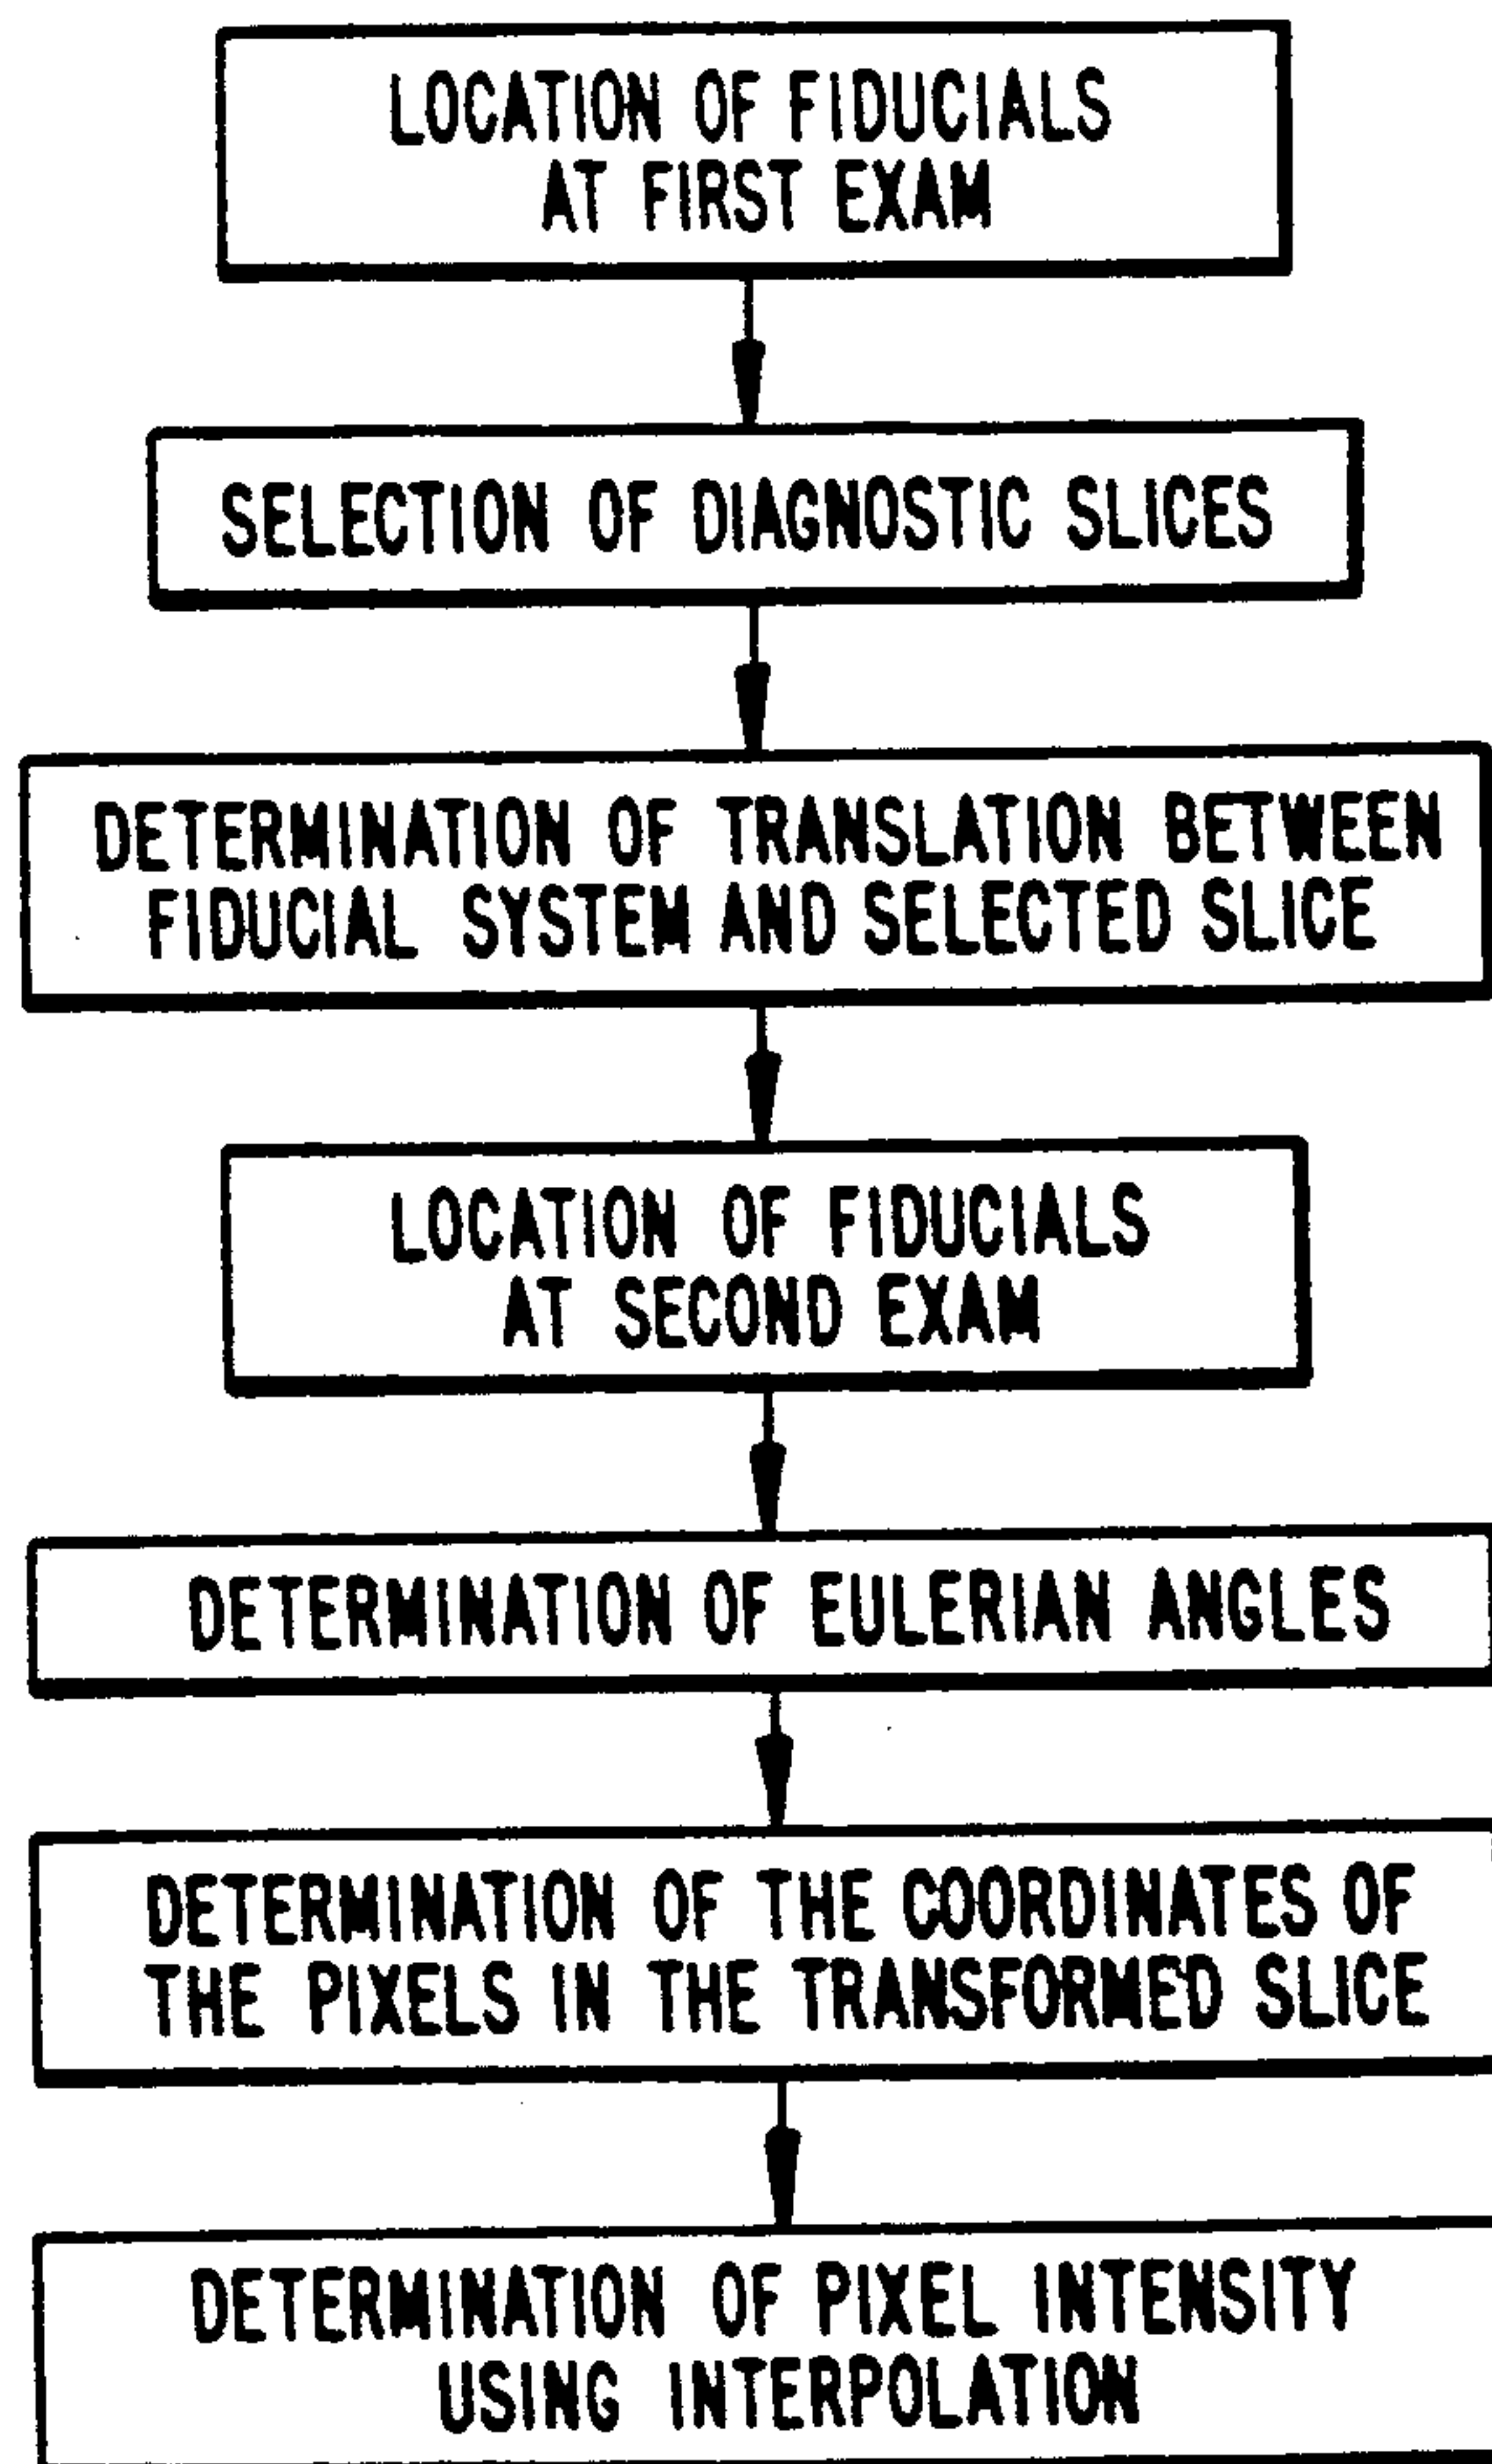 LOCATION OF FIDUCIALS
AT FIRST EXAM
SELECTION OF DIAGNOSTIC SLICES
DETERMINATION OF TRANSLATION BETWEEN
FIDUCIAL SYSTEM AND SELECTED SLICE
LOCATION OF FIDUCIALS
AT SECOND EXAM
DETERMINATION OF EULERIAN ANGLES
DETERMINATION OF THE COORDINATES OF
THE PIXELS IN THE TRANSFORMED SLICE
DETERMINATION OF PIXEL INTENSITY
USING INTERPOLATION